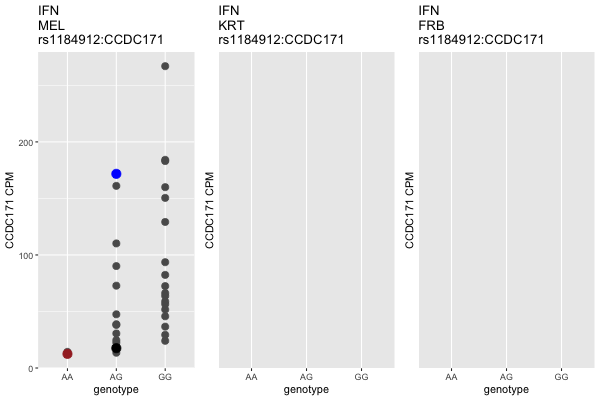 IFN
MEL
rs1184912:CCDC171
IFN
KRT
rs1184912:CCDC171
IFN
FRB
rs1184912:CCDC171
CCDC171 CPM
200
100
0
AA AG GG
genotype
CCDC171 CPM
AA AG GG
genotype
CCDC171 CPM
AA AG GG
genotype